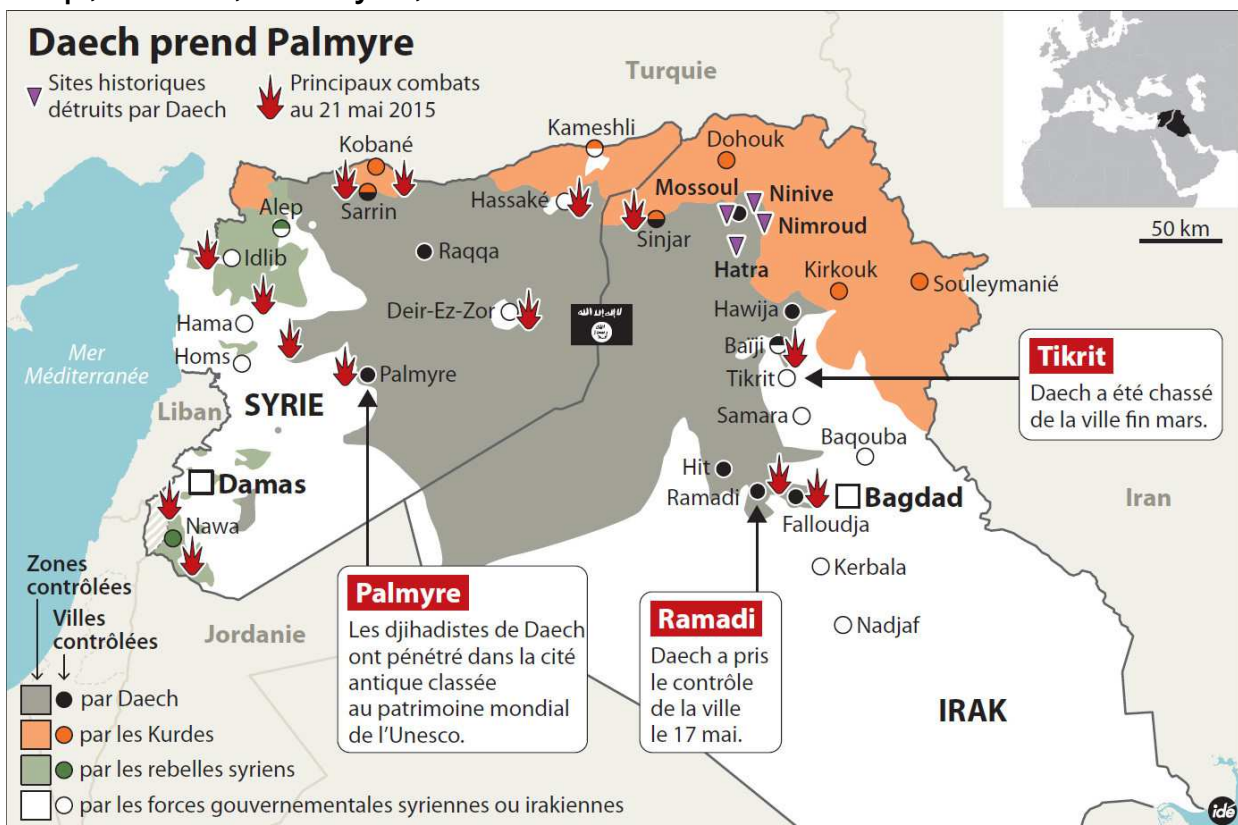 Daech prend Palmyre
Sites historiques
détruits par Daech
Principaux combats
au 21 mai 2015
Turquie
Kameshli
Kobané
Dohouk
Mossoul
Ninive
Hassaké
Sarrin
Alep
Sinjar
Nimroud
50 km
Idlib
Raqqa
Hatra
Kirkouk
Souleymanié
Deir-Ez-Zor
Hawija
Hama
Baïji
Mer
Méditerranée
Homs
Palmyre
Tikrit
Tikrit
Daech a été chassé
de la ville fin mars.
Liban
SYRIE
Samara
Baqouba
Hit
Ramadi
Damas
Bagdad
Iran
Falloudja
Nawa
Kerbala
Nadjaf
Jordanie
IRAK
Palmyre
Les djihadistes de Daech
ont pénétré dans la cité
antique classée
au patrimoine mondial
de l'Unesco.
Ramadi
Daech a pris
le contrôle
de la ville
le 17 mai.
Zones
contrôlées
Villes
contrôlées
par Daech
par les Kurdes
par les rebelles syriens
par les forces gouvernementales syriennes ou irakiennes
idé